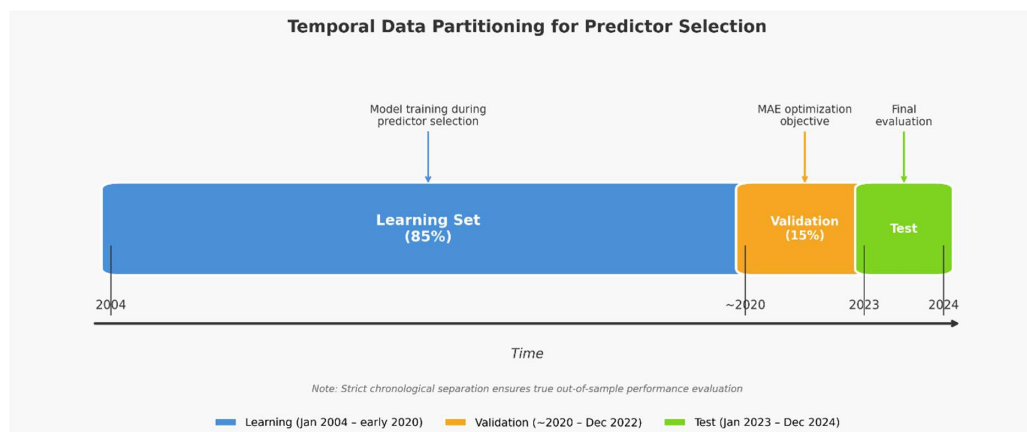 Temporal Data Partitioning for Predictor Selection
Model training during
predictor selection
MAE optimization
objective
Final
evaluation
Learning Set
(85%)
Validation
(15%)
Test
2004
~2020
2023
2024
Time
Note: Strict chronological separation ensures true out-of-sample performance evaluation
Learning (Jan 2004 – early 2020)
Validation (~2020 – Dec 2022)
Test (Jan 2023 – Dec 2024)